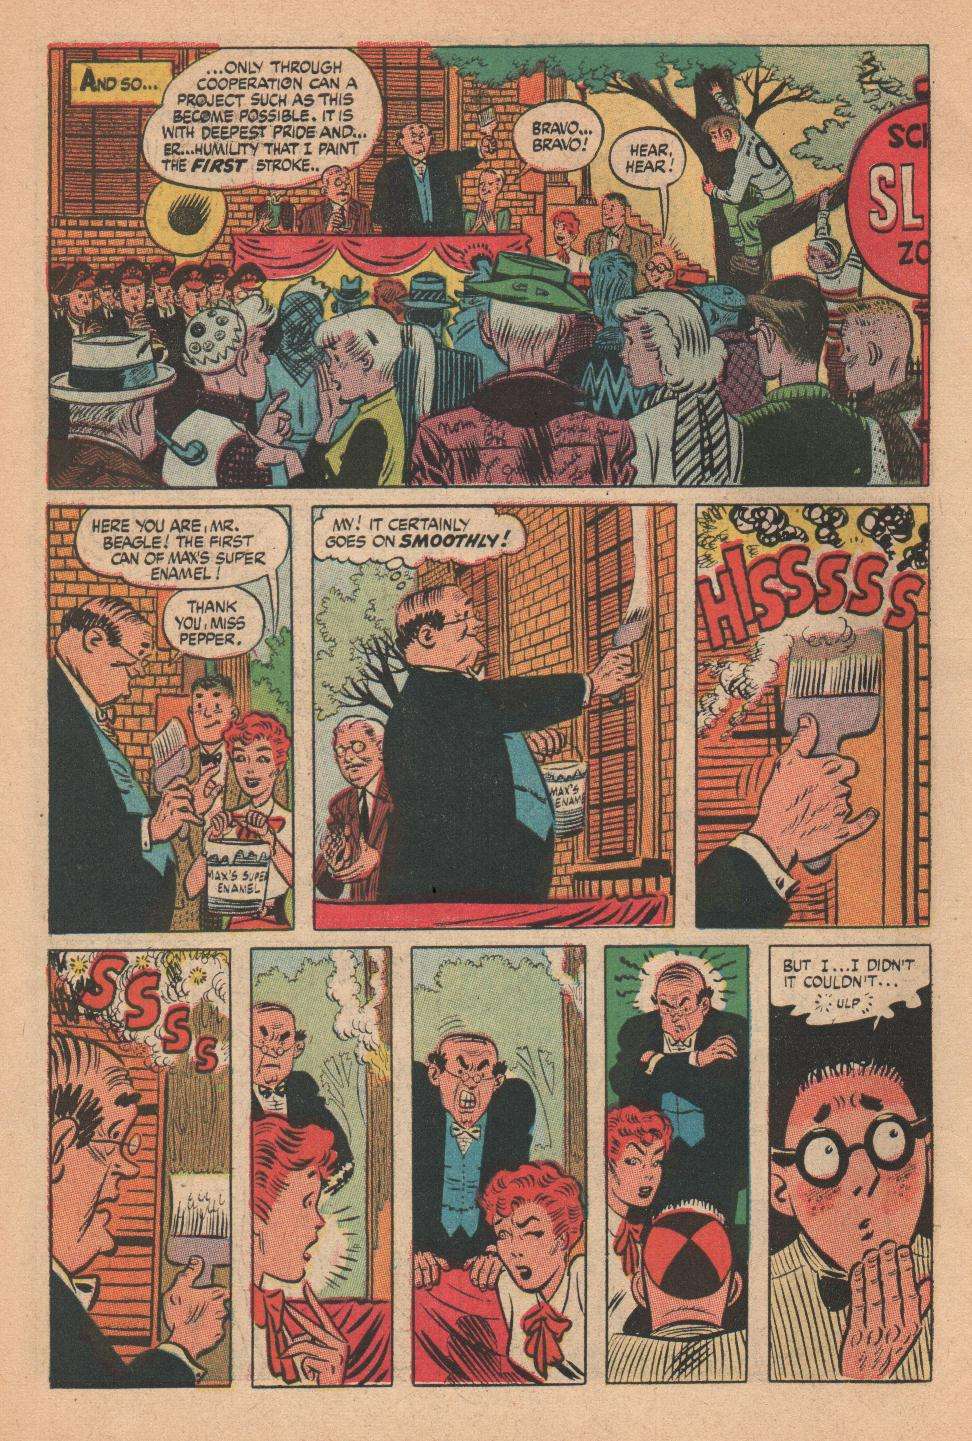 AND SO...
...ONLY THROUGH
COOPERATION CAN A
PROJECT SUCH AS THIS
BECOME POSSIBLE. IT IS
WITH DEEPEST PRIDE AND...
ER...HUMILITY THAT I PAINT
THE FIRST STROKE..
BRAVO...
BRAVO!
HEAR,
HEAR!
SCH
SL
ZO
HERE YOU ARE, MR.
BEAGLE! THE FIRST
CAN OF MAX'S SUPER
ENAMEL!
THANK
YOU, MISS
PEPPER.
MAX'S SUPER
ENAMEL
MY! IT CERTAINLY
GOES ON SMOOTHLY!
MAX'S
ENAME
HISSSSSS
SSSS
BUT I...I DIDN'T
IT COULDN'T...
ULP